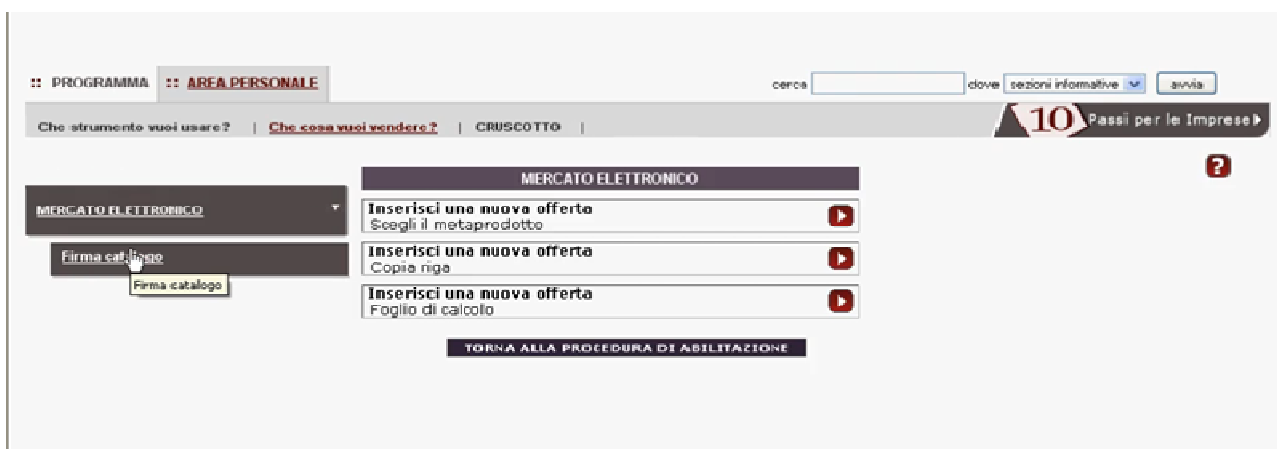 :: PROGRAMMA :: AREA PERSONALE cerca dove sezioni informative avvia
Che strumento vuoi usare? | Che cosa vuoi vendere? | CRUSCOTTO | 10 Passi per le Imprese
?
MERCATO ELETTRONICO
MERCATO ELETTRONICO
Firma catalogo
Firma catalogo
Inserisci una nuova offerta
Scegli il metaprodotto
Inserisci una nuova offerta
Copia riga
Inserisci una nuova offerta
Foglio di calcolo
TORNA ALLA PROCEDURA DI ABILITAZIONE